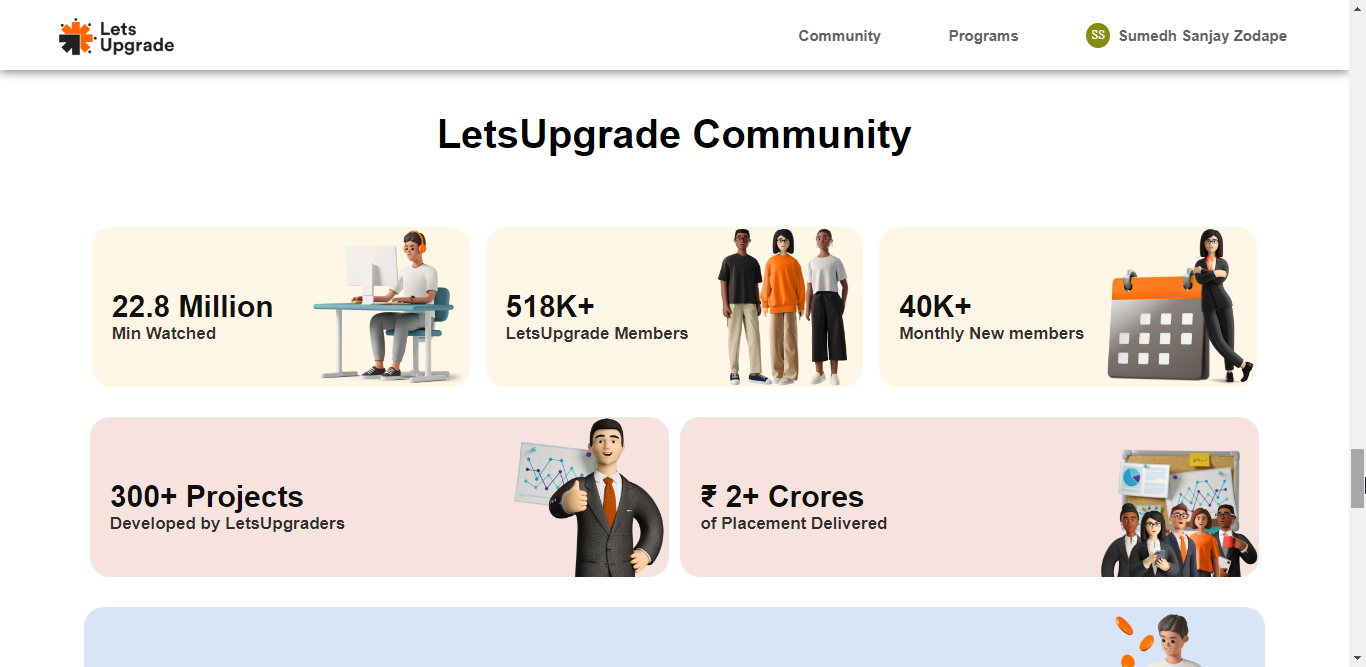 Lets
Upgrade
Community
Programs
SS
Sumedh Sanjay Zodape
LetsUpgrade Community
22.8 Million
Min Watched
518K+
LetsUpgrade Members
40K+
Monthly New members
300+ Projects
Developed by LetsUpgraders
₹ 2+ Crores
of Placement Delivered